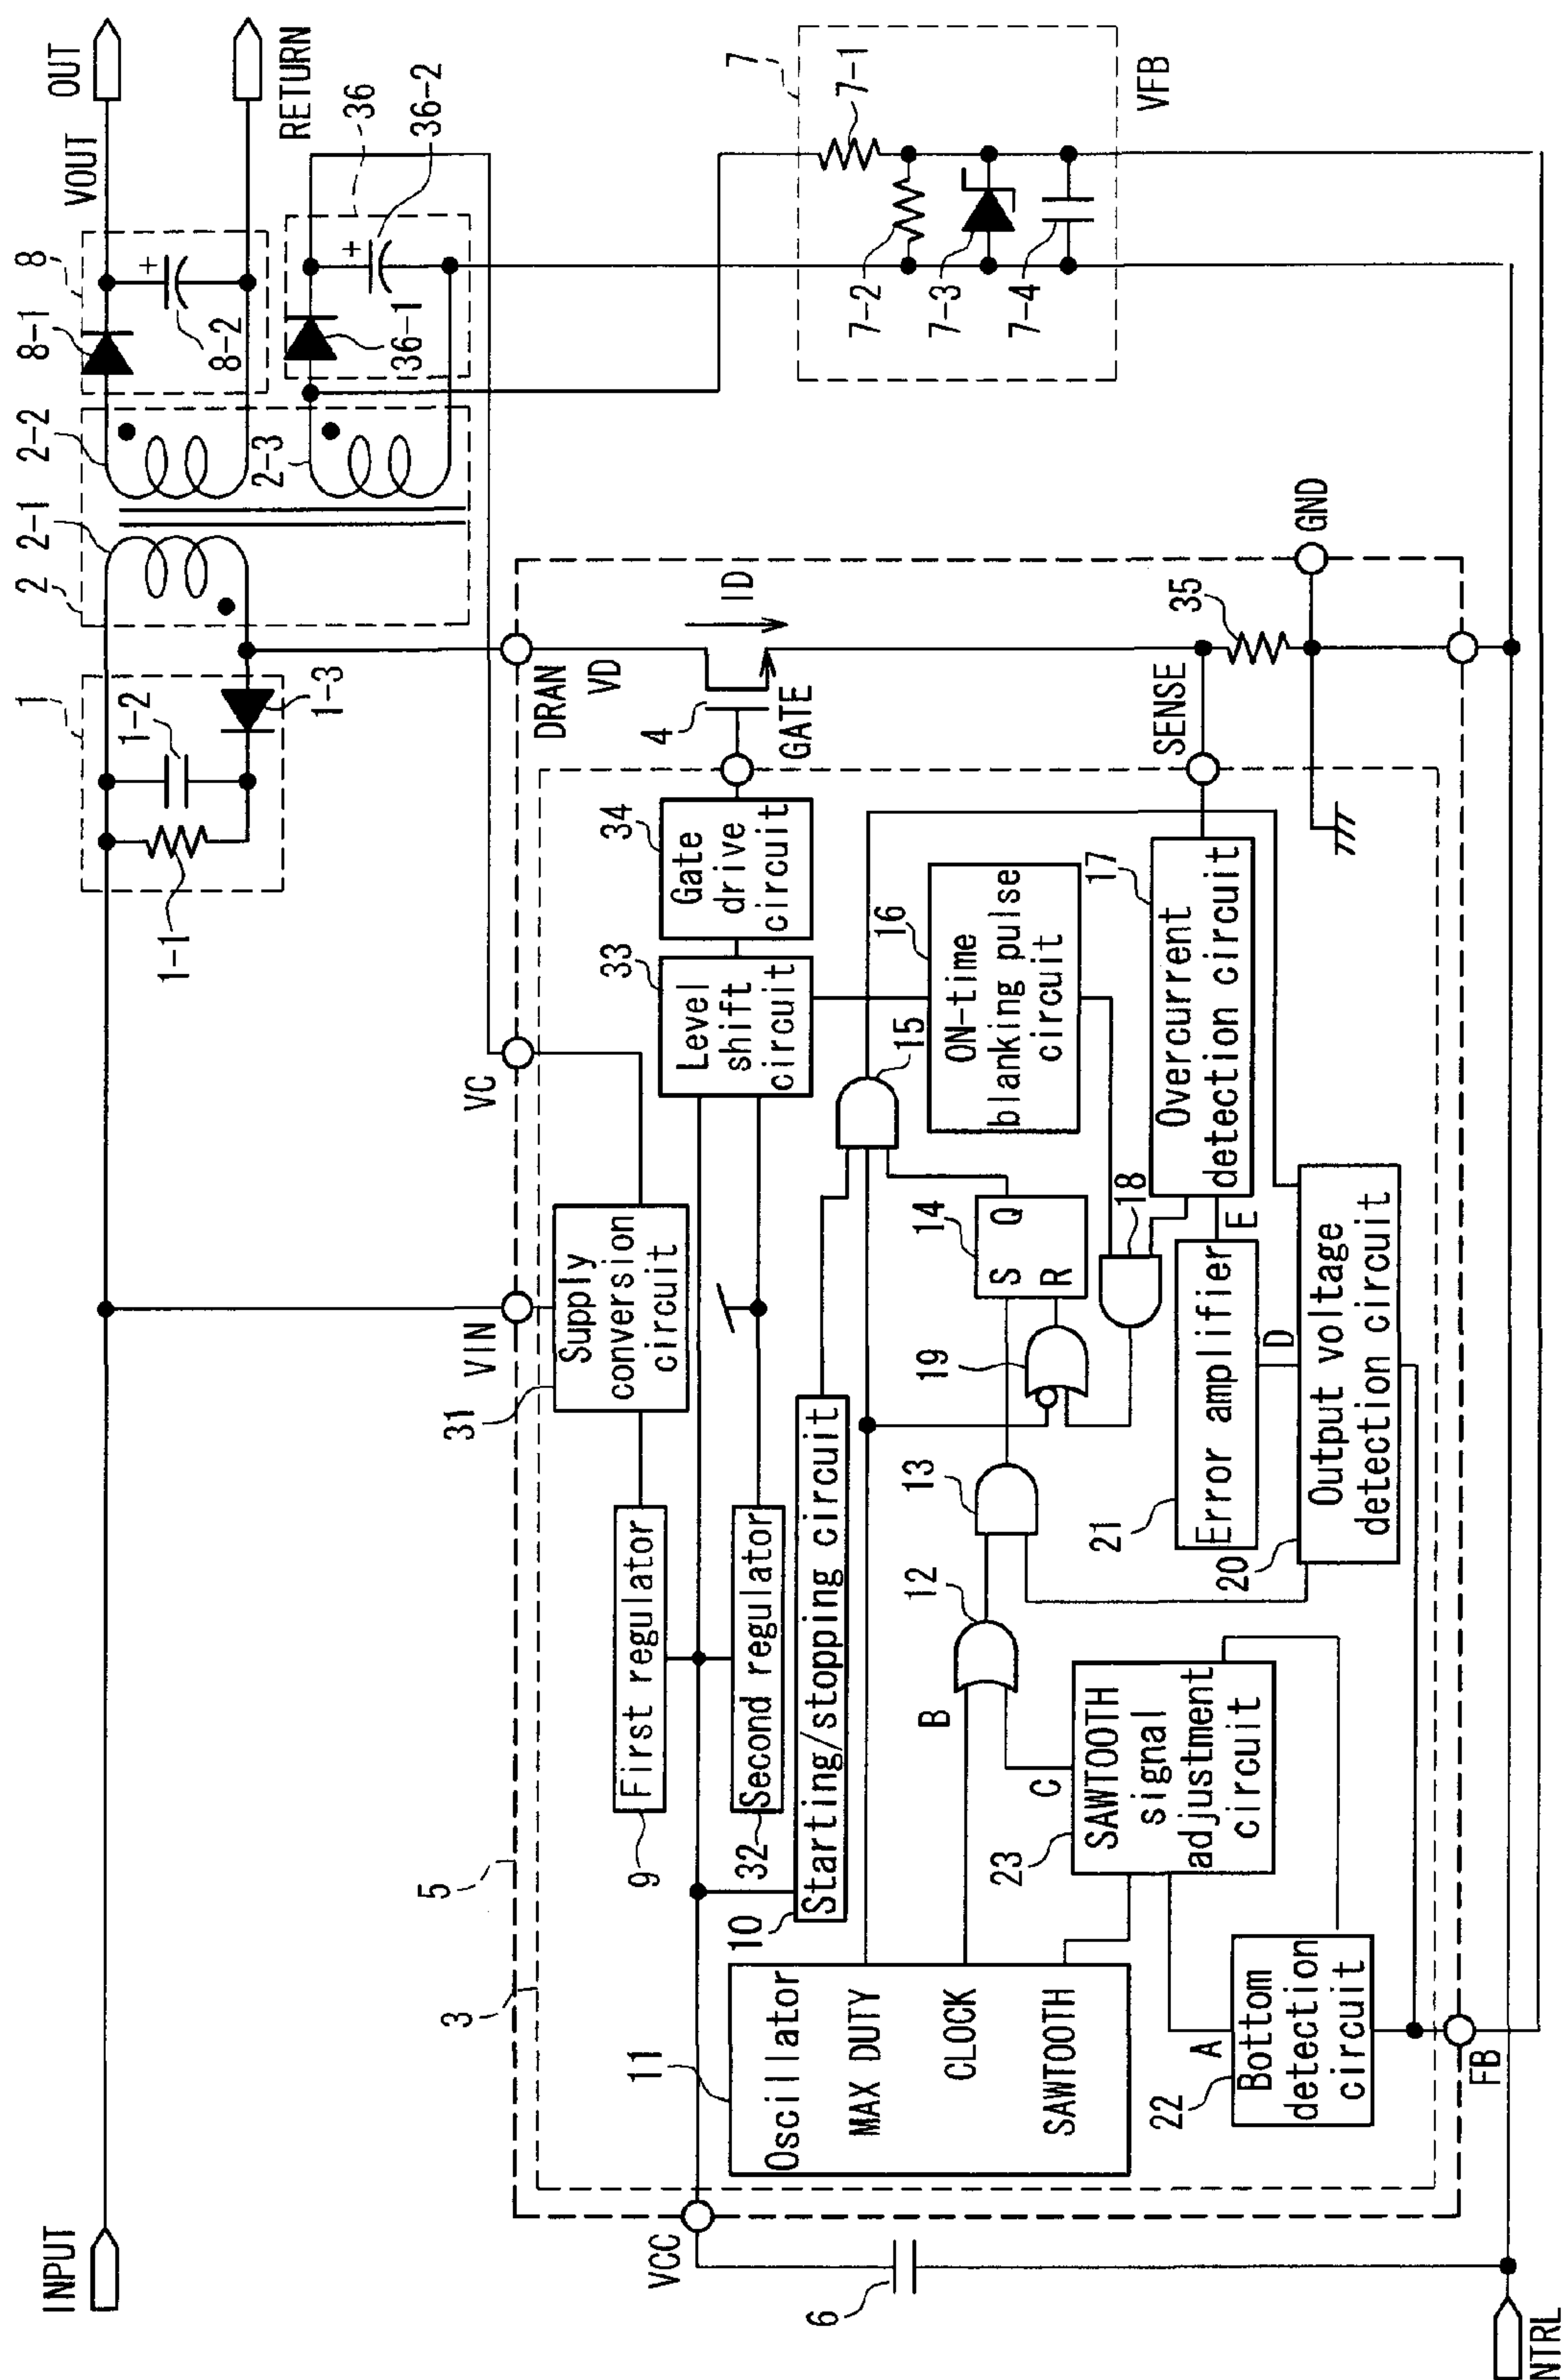 INPUT
1
1-1
1-2
1-3
2
2-1
2-2
2-3
8
8-1
8-2
VOUT
OUT
RETURN
36
36-1
36-2
7
7-1
7-2
7-3
7-4
VFB
VIN
VC
DRAN
VD
ID
4
GATE
SENSE
35
GND
5
3
VCC
6
31
Supply
conversion
circuit
First regulator
9
Second regulator
32
Starting/stopping circuit
10
33
Level
shift
circuit
34
Gate
drive
circuit
11
Oscillator
MAX DUTY
CLOCK
SAWTOOTH
B
12
13
14
S
Q
R
15
16
ON-time
blanking pulse
circuit
17
Overcurrent
detection circuit
18
19
C
23
SAWTOOTH
signal
adjustment
circuit
21
Error amplifier
E
D
20
Output voltage
detection circuit
A
22
Bottom
detection
circuit
FB
NTRL
+
+